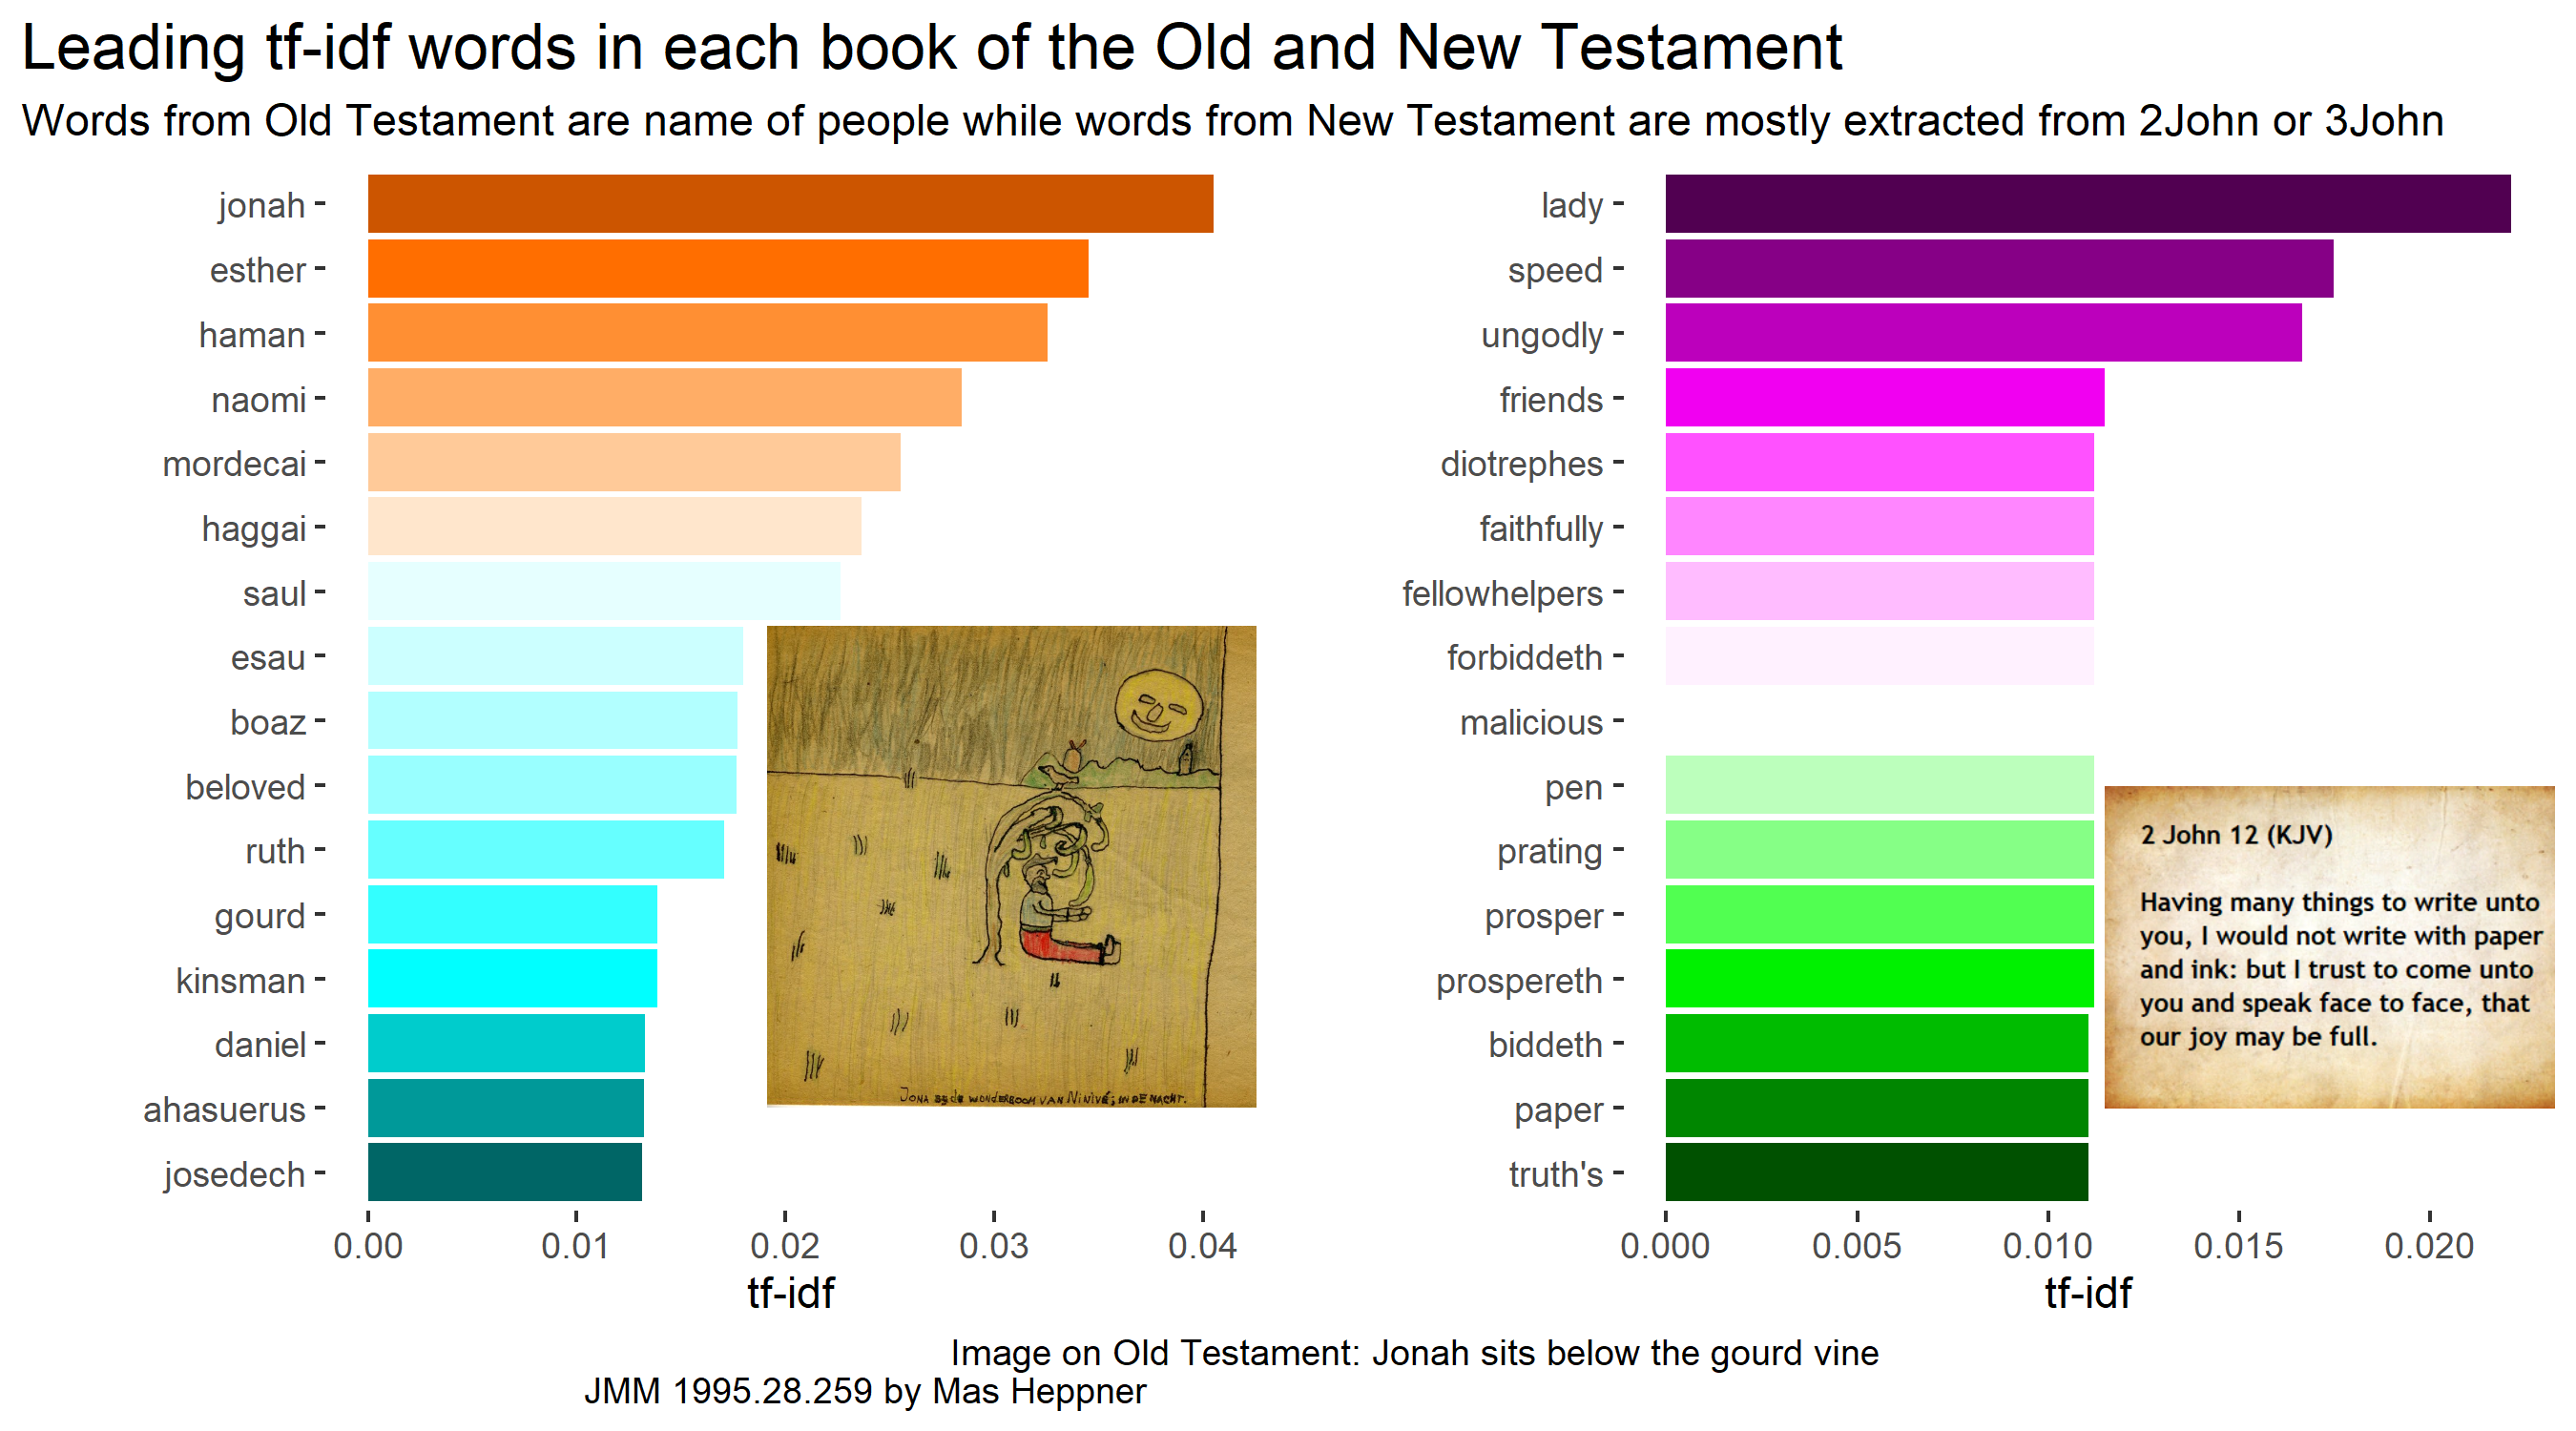 Leading tf-idf words in each book of the Old and New Testament
Words from Old Testament are name of people while words from New Testament are mostly extracted from 2John or 3John
jonah
esther
haman
naomi
mordecai
haggai
saul
esau
boaz
beloved
ruth
gourd
kinsman
daniel
ahasuerus
josedech
0.00 0.01 0.02 0.03 0.04
tf-idf
JONA bij de WONDERBOOM VAN NINIVÉ; IN DE NACHT.
lady
speed
ungodly
friends
diotrephes
faithfully
fellowhelpers
forbiddeth
malicious
pen
prating
prosper
prospereth
biddeth
paper
truth's
0.000 0.005 0.010 0.015 0.020
tf-idf
2 John 12 (KJV)
Having many things to write unto
you, I would not write with paper
and ink: but I trust to come unto
you and speak face to face, that
our joy may be full.
Image on Old Testament: Jonah sits below the gourd vine
JMM 1995.28.259 by Mas Heppner